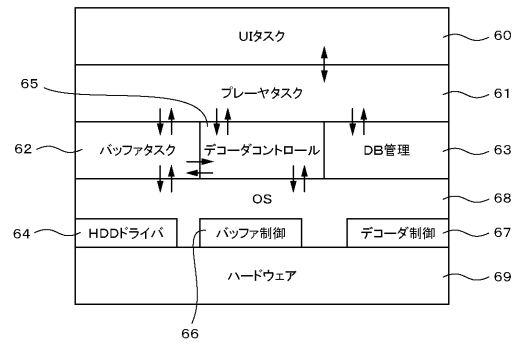 UIタスク
60
プレーヤタスク
61
65
62
バッファタスク
デコーダコントロール
DB管理
63
OS
68
64
HDDドライバ
バッファ制御
デコーダ制御
67
ハードウェア
69
66